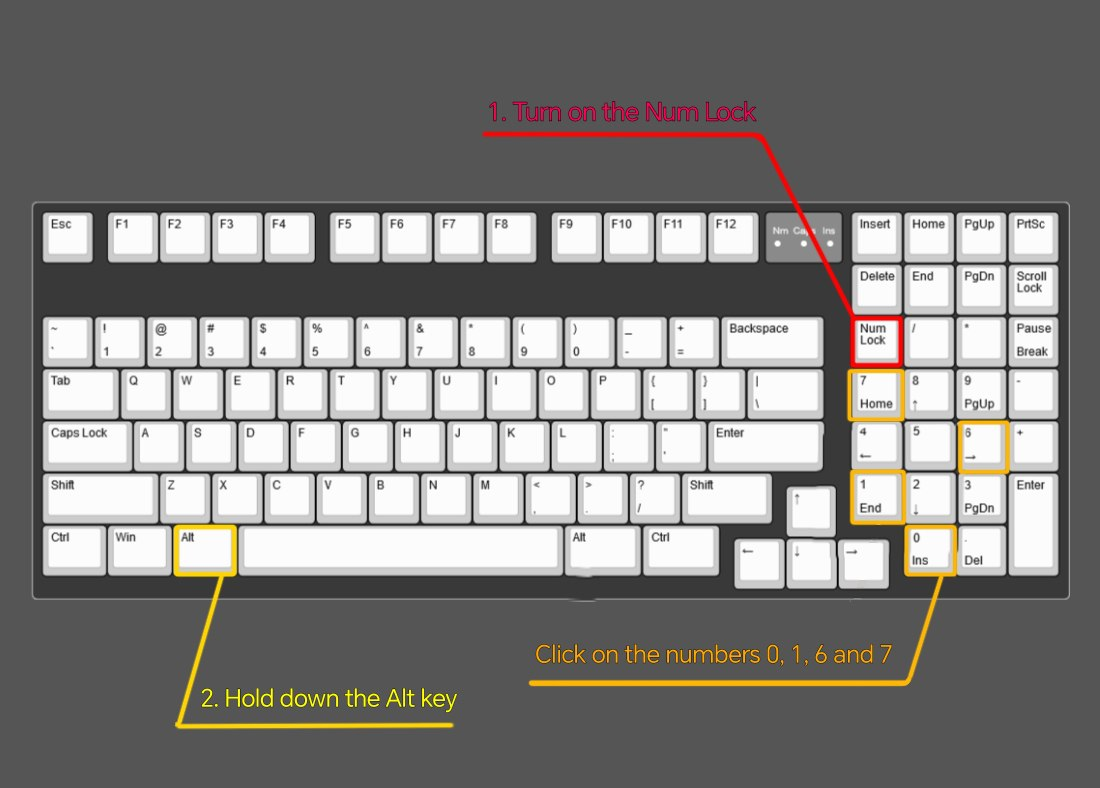 1. Turn on the Num Lock
Esc F1 F2 F3 F4 F5 F6 F7 F8 F9 F10 F11 F12 Nm Caps Ins Insert Home PgUp PrtSc
Delete End PgDn Scroll
Lock
~ ! @ # $ % ^ & * ( ) _ + Backspace Num / * Pause
Lock
` 1 2 3 4 5 6 7 8 9 0 - = Break
Tab Q W E R T Y U I O P { } | 7 8 9 -
[ ] \ Home ↑ PgUp
Caps Lock A S D F G H J K L : " Enter 4 5 6 +
; ' ← →
Shift Z X C V B N M < > ? Shift ↑ 1 2 3 Enter
, . / End ↓ PgDn
Ctrl Win Alt Alt Ctrl ← ↓ → 0 .
Ins Del
Click on the numbers 0, 1, 6 and 7
2. Hold down the Alt key